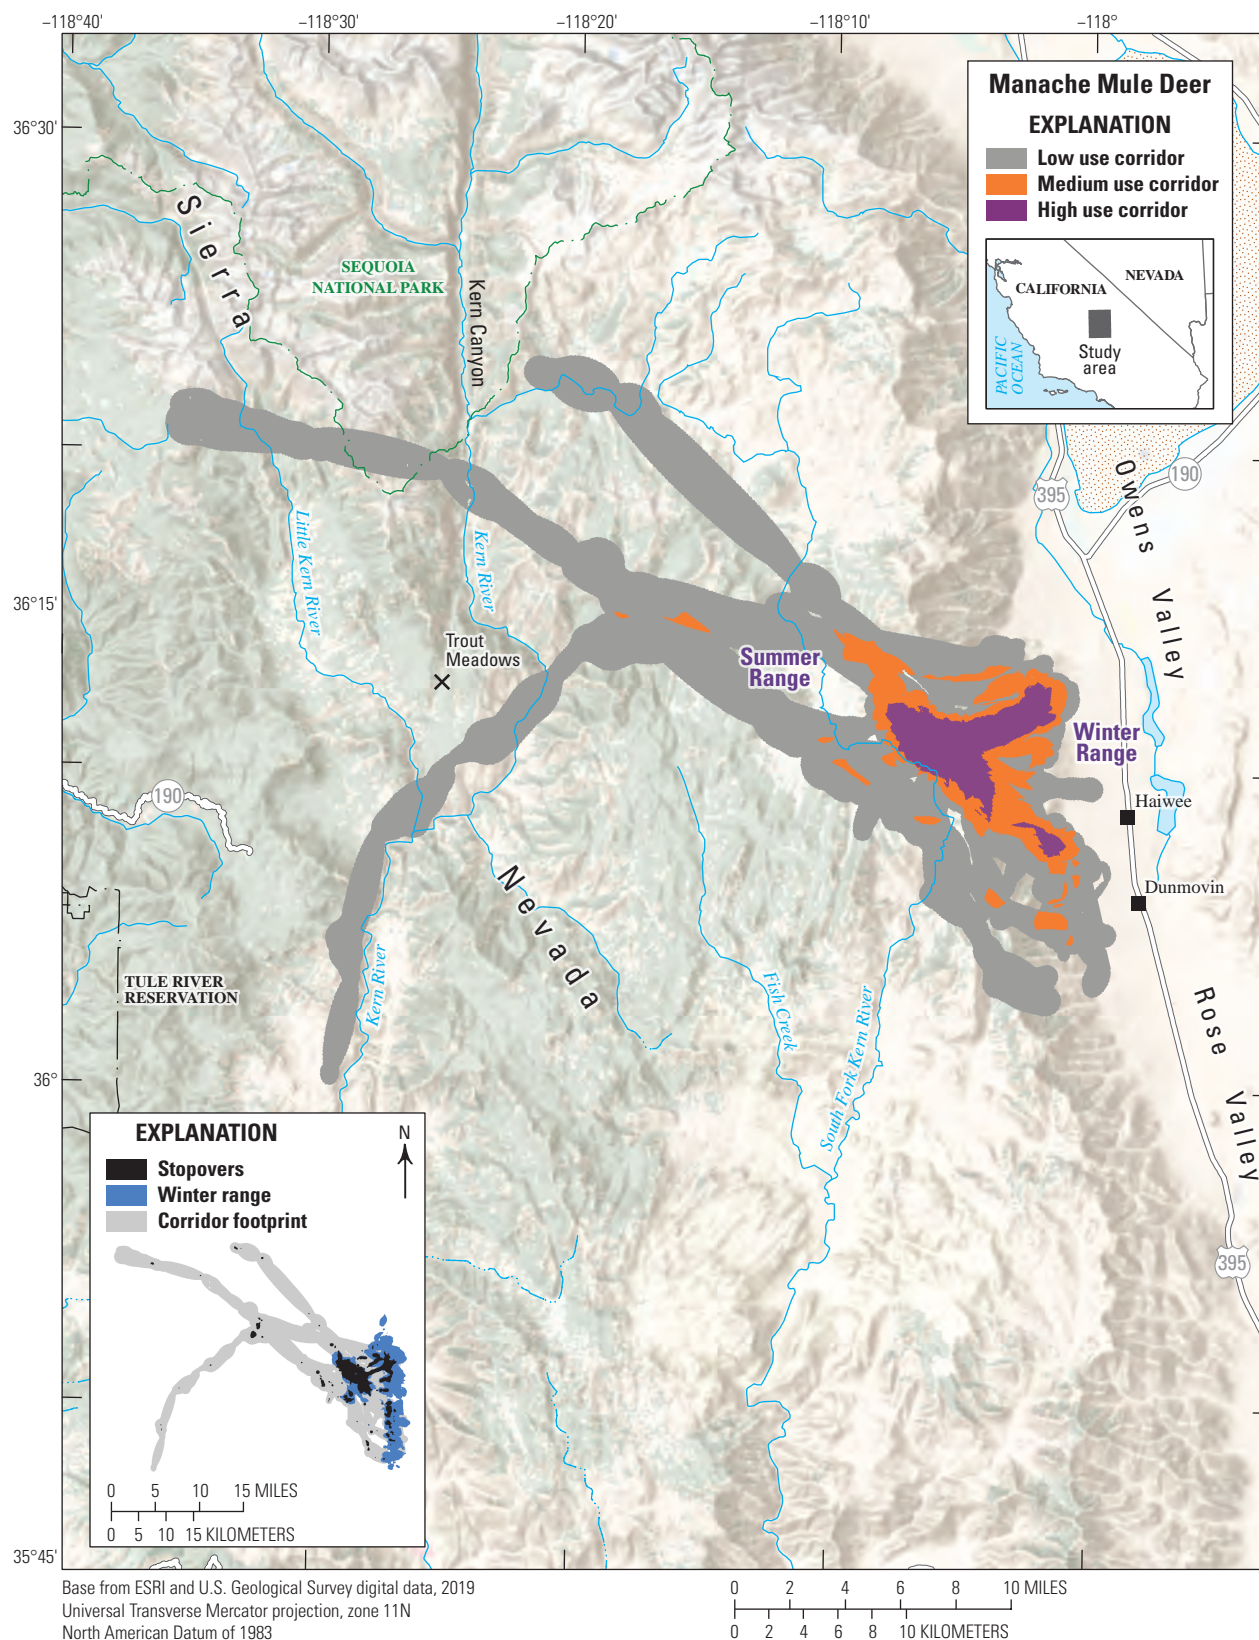 −118°40'
−118°30'
−118°20'
−118°10'
−118°
36°30'
36°15'
36°
35°45'
Manache Mule Deer
EXPLANATION
Low use corridor
Medium use corridor
High use corridor
NEVADA
CALIFORNIA
PACIFIC
OCEAN
Study
area
Sierra
SEQUOIA
NATIONAL PARK
Kern Canyon
Owens Valley
190
395
Little Kern River
Kern River
Trout
Meadows
Summer
Range
Winter
Range
190
Haiwee
Dunmovin
Nevada
TULE RIVER
RESERVATION
Kern River
Fish Creek
South Fork Kern River
Rose Valley
395
EXPLANATION
N
Stopovers
Winter range
Corridor footprint
0 5 10 15 MILES
0 5 10 15 KILOMETERS
Base from ESRI and U.S. Geological Survey digital data, 2019
Universal Transverse Mercator projection, zone 11N
North American Datum of 1983
0 2 4 6 8 10 MILES
0 2 4 6 8 10 KILOMETERS